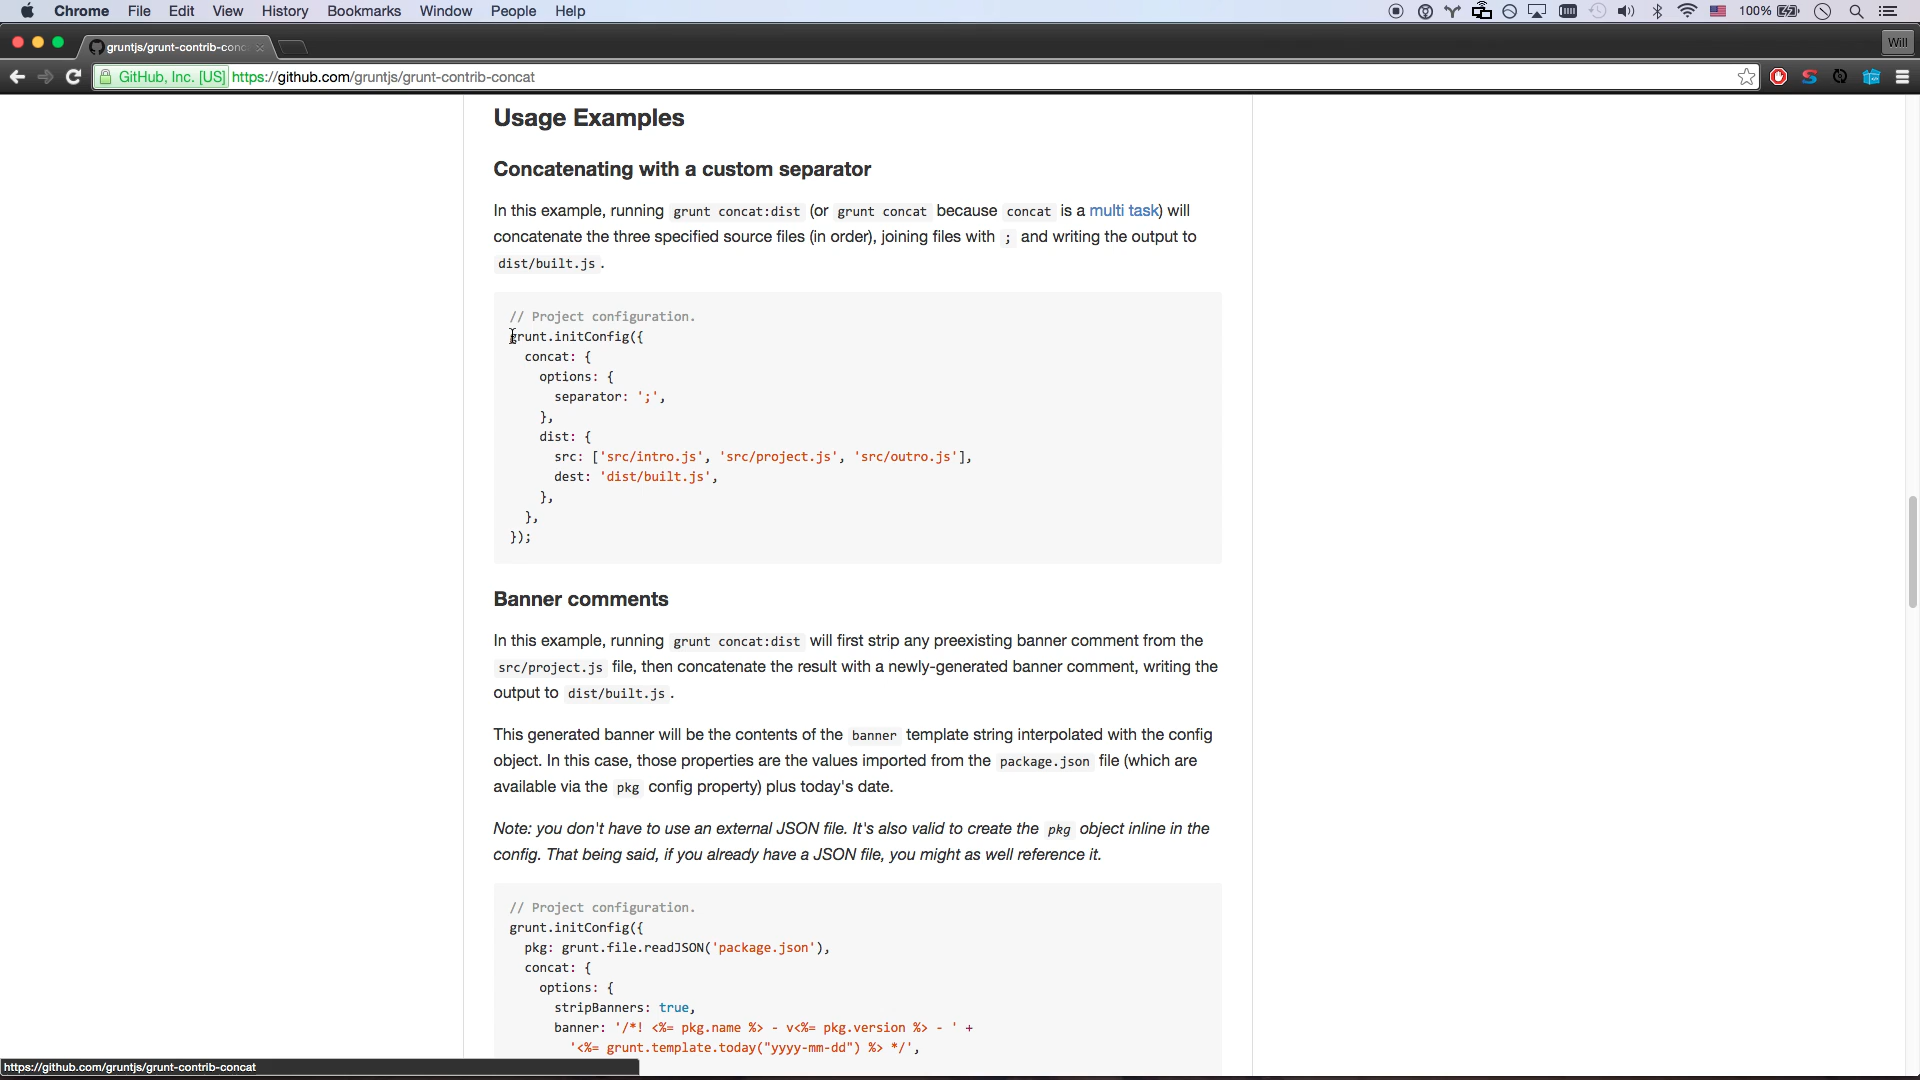 Chrome File Edit View History Bookmarks Window People Help 100%
gruntjs/grunt-contrib-conc Will
GitHub, Inc. [US] https://github.com/gruntjs/grunt-contrib-concat
Usage Examples
Concatenating with a custom separator
In this example, running grunt concat:dist (or grunt concat because concat is a multi task) will
concatenate the three specified source files (in order), joining files with ; and writing the output to
dist/built.js .
// Project configuration.
grunt.initConfig({
concat: {
options: {
separator: ';',
},
dist: {
src: ['src/intro.js', 'src/project.js', 'src/outro.js'],
dest: 'dist/built.js',
},
},
});
Banner comments
In this example, running grunt concat:dist will first strip any preexisting banner comment from the
src/project.js file, then concatenate the result with a newly-generated banner comment, writing the
output to dist/built.js .
This generated banner will be the contents of the banner template string interpolated with the config
object. In this case, those properties are the values imported from the package.json file (which are
available via the pkg config property) plus today's date.
Note: you don't have to use an external JSON file. It's also valid to create the pkg object inline in the
config. That being said, if you already have a JSON file, you might as well reference it.
// Project configuration.
grunt.initConfig({
pkg: grunt.file.readJSON('package.json'),
concat: {
options: {
stripBanners: true,
banner: '/*! <%= pkg.name %> - v<%= pkg.version %> - ' +
'<%= grunt.template.today("yyyy-mm-dd") %> */',
https://github.com/gruntjs/grunt-contrib-concat